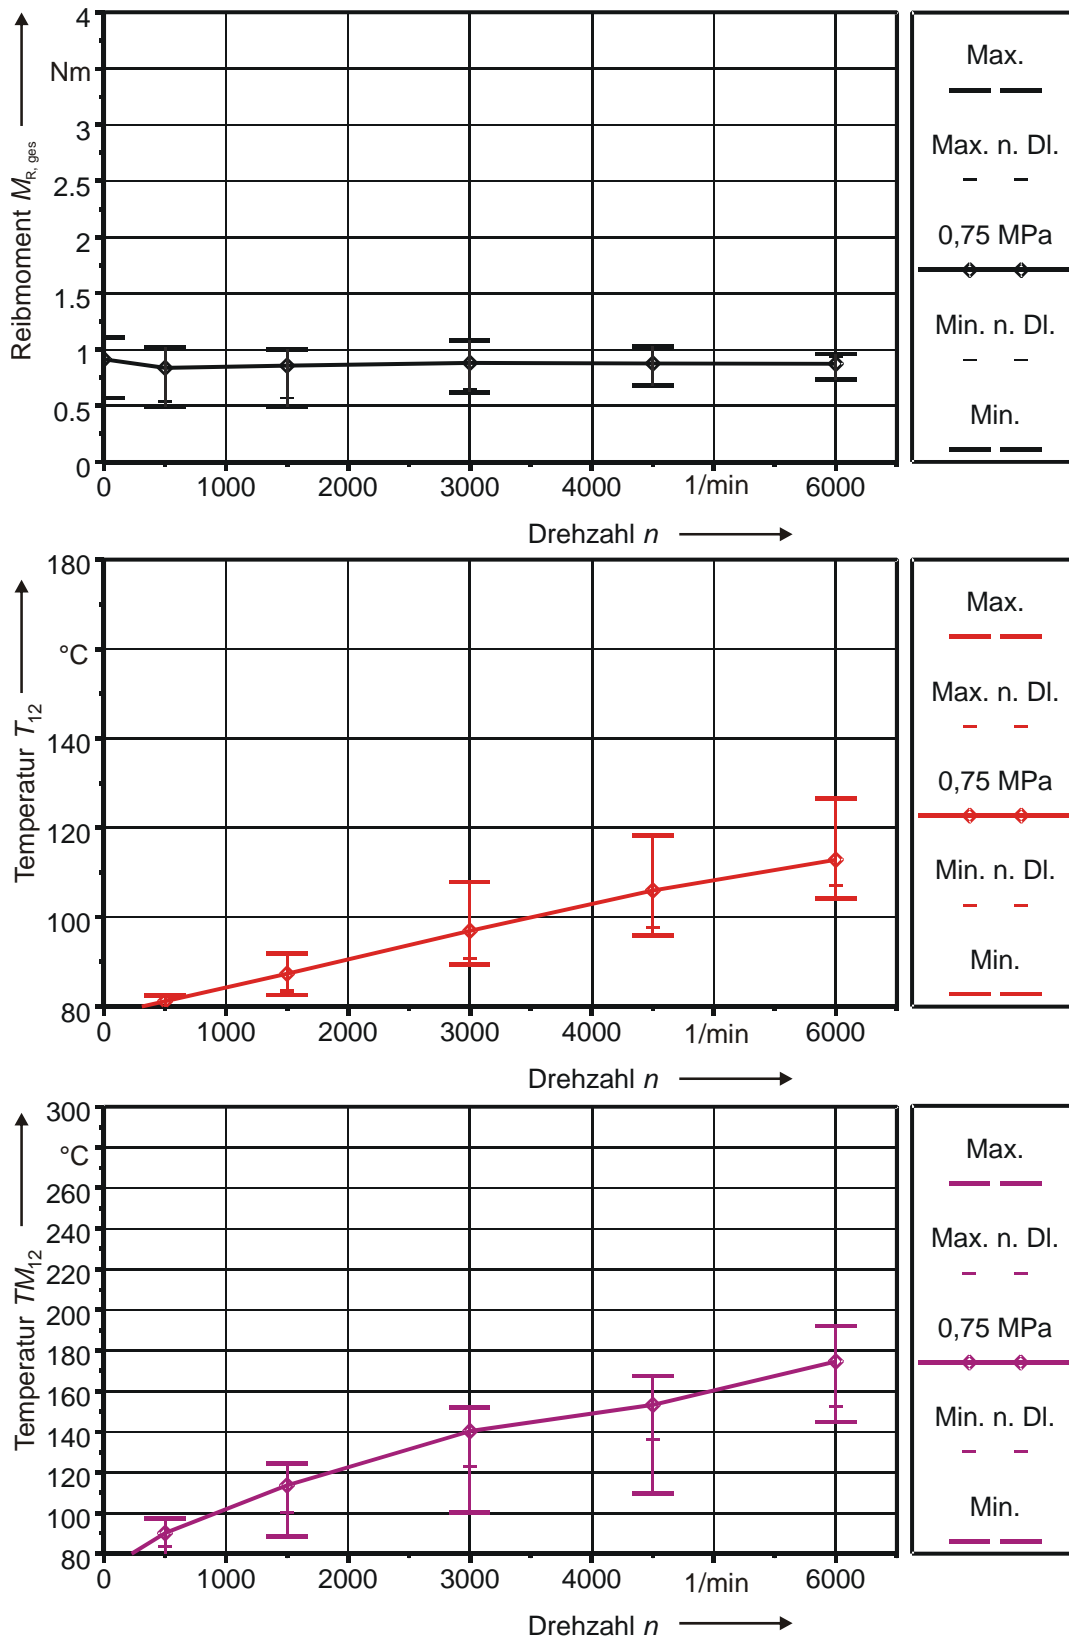 4
Nm
3
2.5
2
1.5
1
0.5
0
Reibmoment M_R, ges
0 1000 2000 3000 4000 1/min 6000
Drehzahl n
Max.
Max. n. Dl.
0,75 MPa
Min. n. Dl.
Min.
180
°C
140
120
100
80
Temperatur T_12
0 1000 2000 3000 4000 1/min 6000
Drehzahl n
Max.
Max. n. Dl.
0,75 MPa
Min. n. Dl.
Min.
300
°C
260
240
220
200
180
160
140
120
100
80
Temperatur TM_12
0 1000 2000 3000 4000 1/min 6000
Drehzahl n
Max.
Max. n. Dl.
0,75 MPa
Min. n. Dl.
Min.